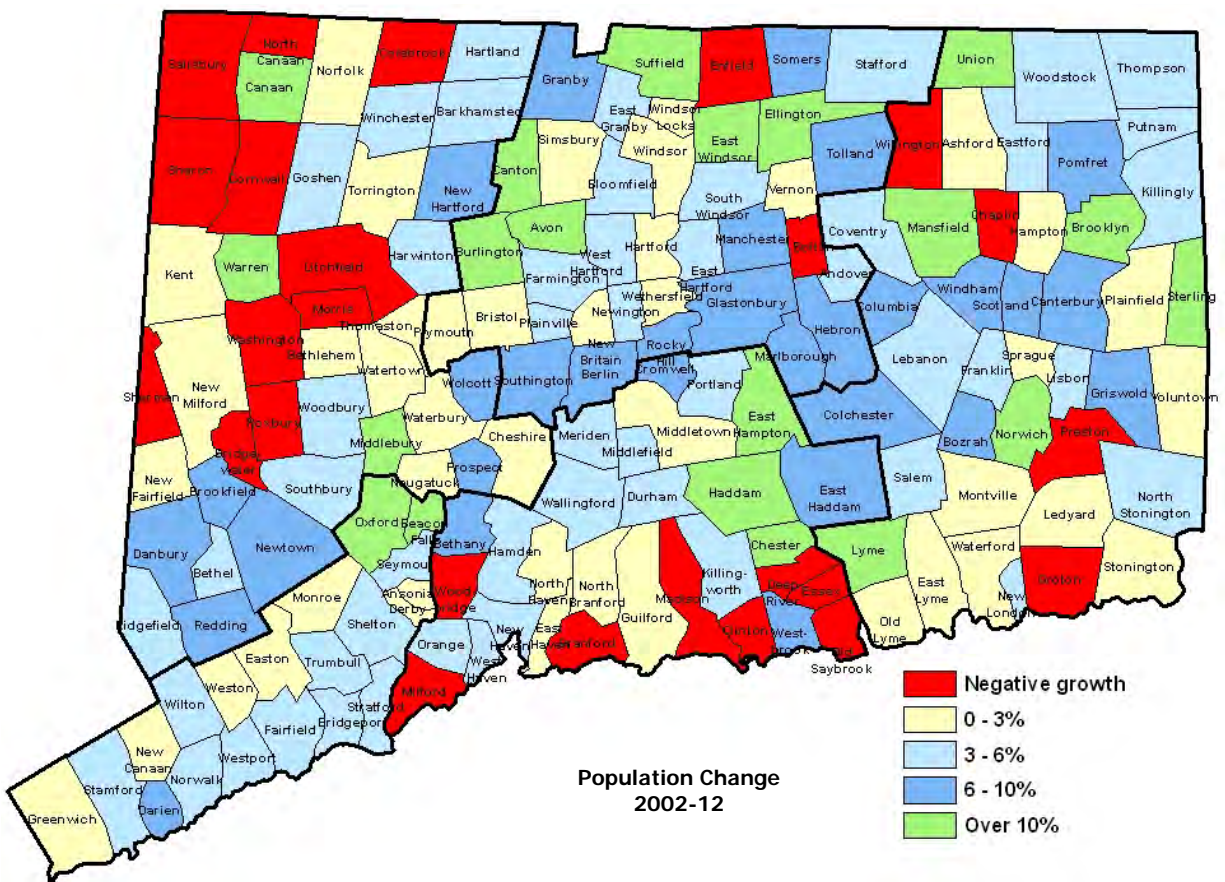 Salisbury
North
Canaan
Canaan
Norfolk
Colebrook
Hartland
Granby
Suffield
Enfield
Somers
Stafford
Union
Woodstock
Thompson
Winchester
Barkhamsted
East
Granby
Windsor
Locks
Ellington
East
Windsor
Tolland
Willington
Ashford
Eastford
Putnam
Pomfret
Killingly
Sharon
Cornwall
Goshen
Torrington
New
Hartford
Canton
Simsbury
Windsor
Bloomfield
South
Windsor
Vernon
Coventry
Mansfield
Chaplin
Hampton
Brooklyn
Kent
Warren
Litchfield
Harwinton
Burlington
Avon
Farmington
West
Hartford
Hartford
East
Hartford
Manchester
Bolton
Andover
Columbia
Windham
Scotland
Canterbury
Plainfield
Sterling
Morris
Washington
Bethlehem
Thomaston
Plymouth
Bristol
Plainville
Newington
Wethersfield
Glastonbury
Hebron
Lebanon
Franklin
Sprague
Lisbon
Griswold
Voluntown
Sherman
New
Milford
Roxbury
Woodbury
Watertown
Waterbury
Wolcott
Southington
New
Britain
Berlin
Rocky
Hill
Cromwell
Portland
Marlborough
Colchester
Bozrah
Norwich
Preston
Bridge-
water
Middlebury
Cheshire
Meriden
Middletown
Middlefield
East
Hampton
New
Fairfield
Brookfield
Southbury
Naugatuck
Prospect
Wallingford
Durham
Haddam
East
Haddam
Salem
Montville
Ledyard
North
Stonington
Danbury
Bethel
Newtown
Oxford
Beacon
Fall
Seymour
Bethany
Hamden
North
Haven
North
Branford
Guilford
Madison
Killing-
worth
Chester
Deep
River
Essex
Lyme
East
Lyme
Waterford
New
London
Groton
Stonington
Ridgefield
Redding
Monroe
Ansonia
Derby
Wood-
bridge
Shelton
Orange
New
Haven
West
Haven
East
Haven
Branford
Clinton
West-
brook
Old
Saybrook
Old
Lyme
Easton
Trumbull
Weston
Wilton
Milford
Stratford
Bridgeport
Fairfield
Westport
New
Canaan
Norwalk
Stamford
Darien
Greenwich
Population Change
2002-12
Negative growth
0 - 3%
3 - 6%
6 - 10%
Over 10%